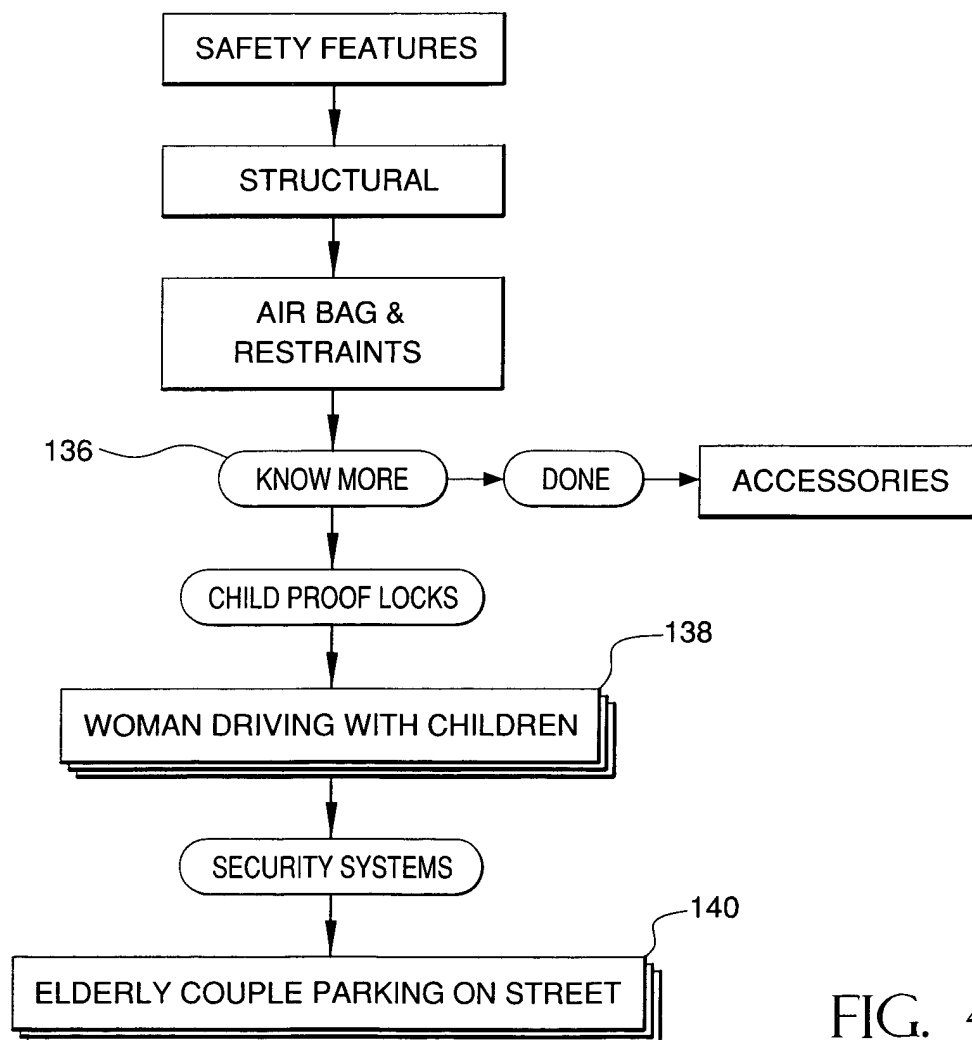 SAFETY FEATURES
STRUCTURAL
AIR BAG &
RESTRAINTS
136
KNOW MORE
DONE
ACCESSORIES
CHILD PROOF LOCKS
138
WOMAN DRIVING WITH CHILDREN
SECURITY SYSTEMS
140
ELDERLY COUPLE PARKING ON STREET
FIG. 4